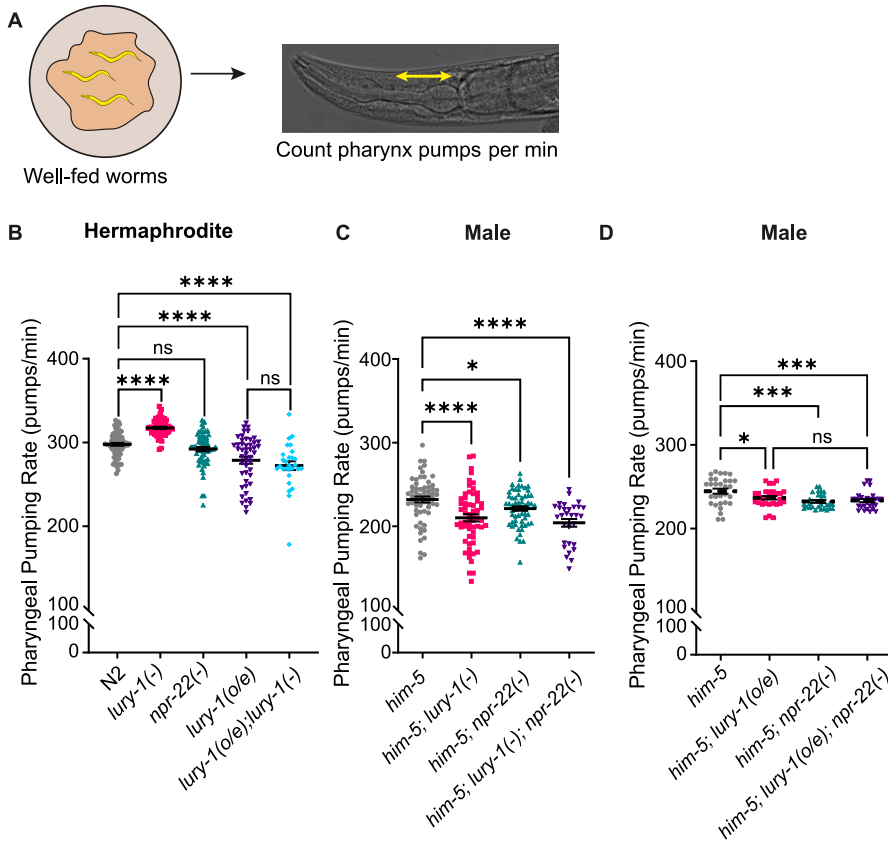 A
Well-fed worms
Count pharynx pumps per min
B
Hermaphrodite
Pharyngeal Pumping Rate (pumps/min)
400
300
200
100
100
0
****
****
ns
ns
****
N2
lury-1(-)
npr-22(-)
lury-1(o/e)
lury-1(o/e);lury-1(-)
C
Male
Pharyngeal Pumping Rate (pumps/min)
400
300
200
100
100
0
****
*
****
him-5
him-5; lury-1(-)
him-5; npr-22(-)
him-5; lury-1(-); npr-22(-)
D
Male
Pharyngeal Pumping Rate (pumps/min)
400
300
200
100
100
0
***
***
*
ns
him-5
him-5; lury-1(o/e)
him-5; npr-22(-)
him-5; lury-1(o/e); npr-22(-)